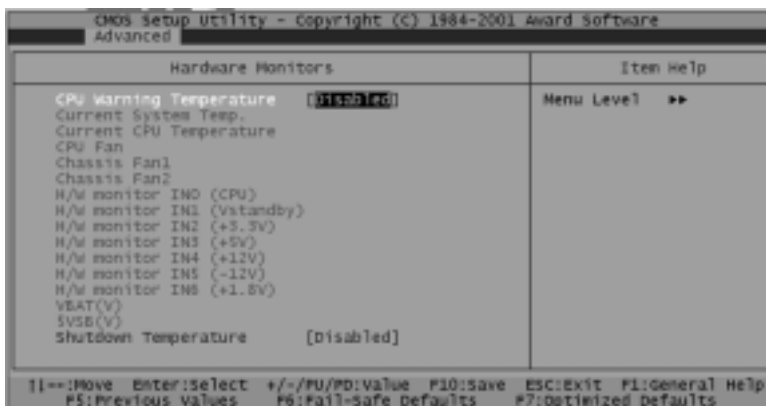 CMOS Setup Utility - Copyright (C) 1984-2001 Award Software
Advanced
Hardware Monitors
Item Help
CPU Warning Temperature [Disabled]
Menu Level ▸▸
Current System Temp.
Current CPU Temperature
CPU Fan
Chassis Fan1
Chassis Fan2
H/W monitor IN0 (CPU)
H/W monitor IN1 (Vstandby)
H/W monitor IN2 (+3.3V)
H/W monitor IN3 (+5V)
H/W monitor IN4 (+12V)
H/W monitor IN5 (-12V)
H/W monitor IN6 (+1.8V)
VBAT(V)
5VSB(V)
Shutdown Temperature [Disabled]
↑↓→←:Move Enter:Select +/-/PU/PD:Value F10:Save ESC:Exit F1:General Help
F5:Previous Values F6:Fail-Safe Defaults F7:Optimized Defaults